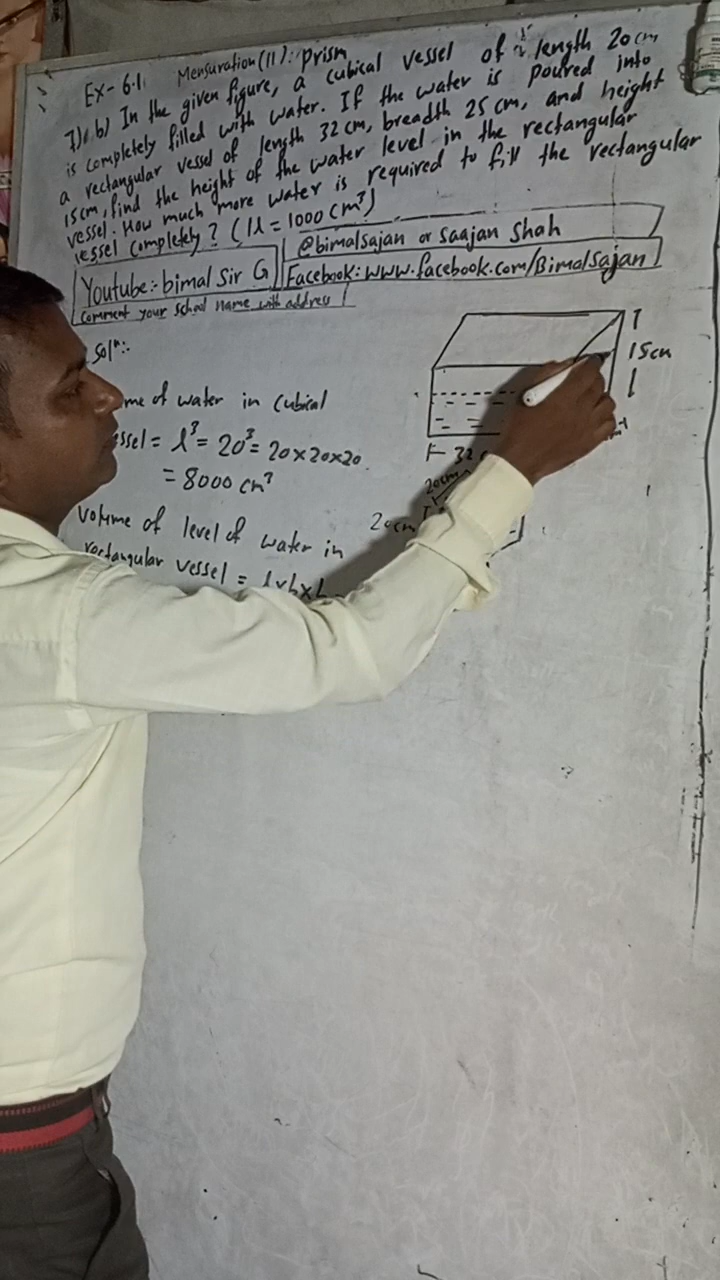 Ex-6.1 Mensuration (II): Prism
7). b) In the given figure, a cubical vessel of length 20cm
is completely filled with water. If the water is poured into
a rectangular vessel of length 32 cm, breadth 25 cm, and height
15cm, find the height of the water level in the rectangular
vessel. How much more water is required to fill the rectangular
vessel completely? (1l = 1000 cm³)
@bimalsajan or Saajan Shah
Youtube:- bimal Sir G
Facebook: www.facebook.com/Bimalsajan
Comment your school name with address
Solⁿ:-
me of water in cubical
ssel = l³ = 20³ = 20×20×20
= 8000 cm³
Volume of level of water in
rectangular vessel = l×b×h
15cm
32
20cm
20cm